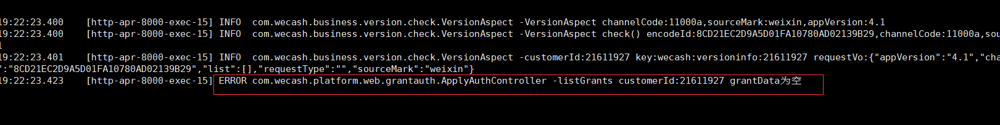 19:22:23.400    [http-apr-8000-exec-15] INFO  com.wecash.business.version.check.VersionAspect -VersionAspect channelCode:11000a,sourceMark:weixin,appVersion:4.1
19:22:23.400    [http-apr-8000-exec-15] INFO  com.wecash.business.version.check.VersionAspect -VersionAspect check() encodeId:8CD21EC2D9A5D01FA10780AD02139B29,channelCode:11000a,sou
1
19:22:23.401    [http-apr-8000-exec-15] INFO  com.wecash.business.version.check.VersionAspect -customerId:21611927 key:wecash:versioninfo:21611927 requestVo:{"appVersion":"4.1","cha
":"8CD21EC2D9A5D01FA10780AD02139B29","list":[],"requestType":"","sourceMark":"weixin"}
19:22:23.423    [http-apr-8000-exec-15] ERROR com.wecash.platform.web.grantauth.ApplyAuthController -listGrants customerId:21611927 grantData为空